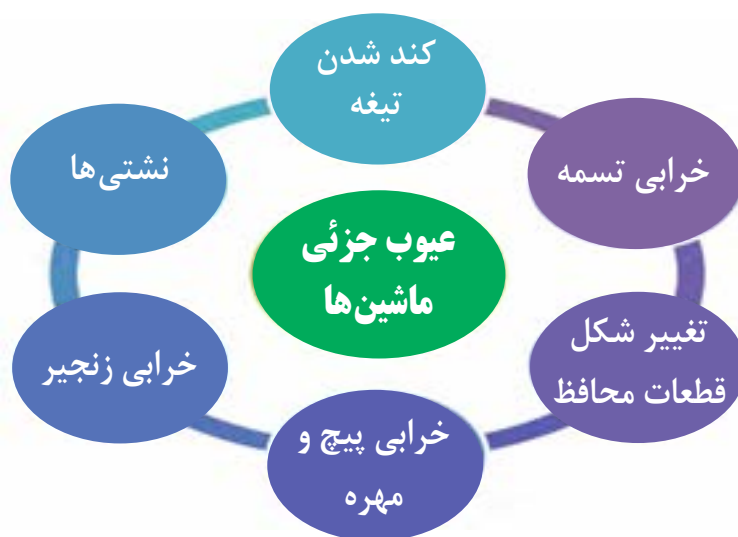 کند شدن
تیغه
خرابی تسمه
تغییر شکل
قطعات محافظ
خرابی پیچ و
مهره
خرابی زنجیر
نشتی‌ها
عیوب جزئی
ماشین‌ها